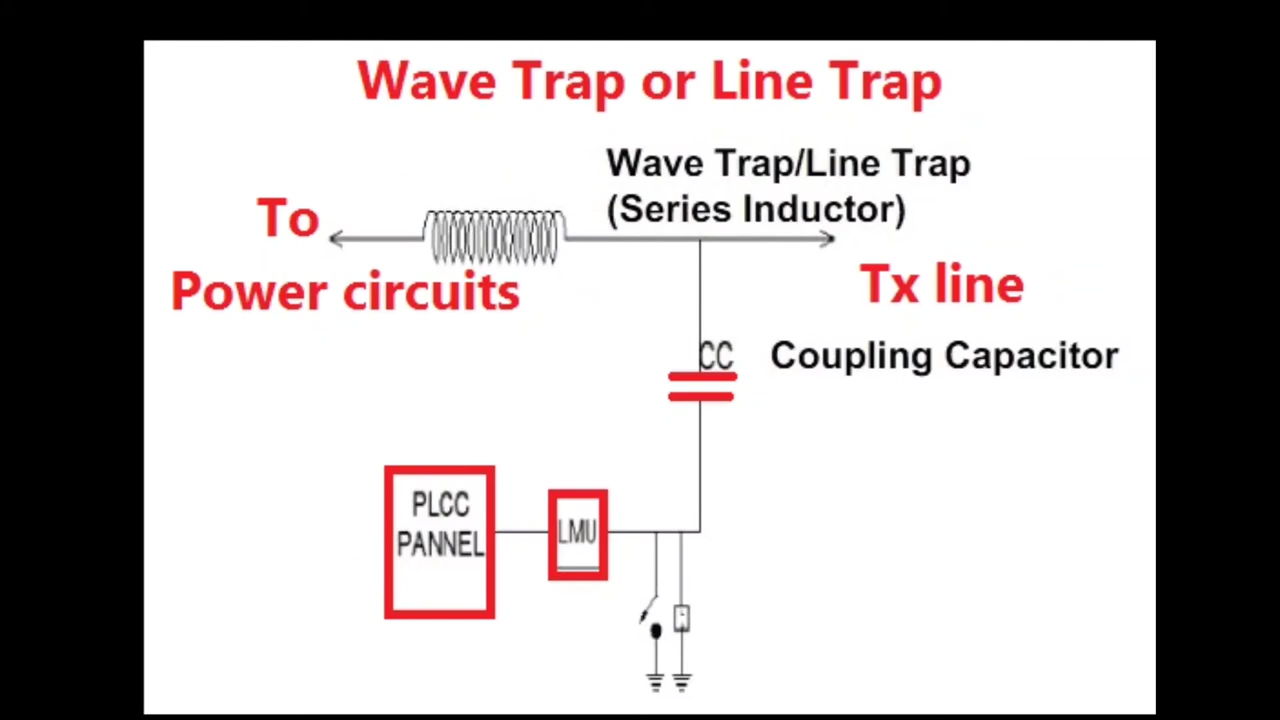 Wave Trap or Line Trap
Wave Trap/Line Trap
(Series Inductor)
To
Power circuits
Tx line
CC
Coupling Capacitor
PLCC
PANNEL
LMU